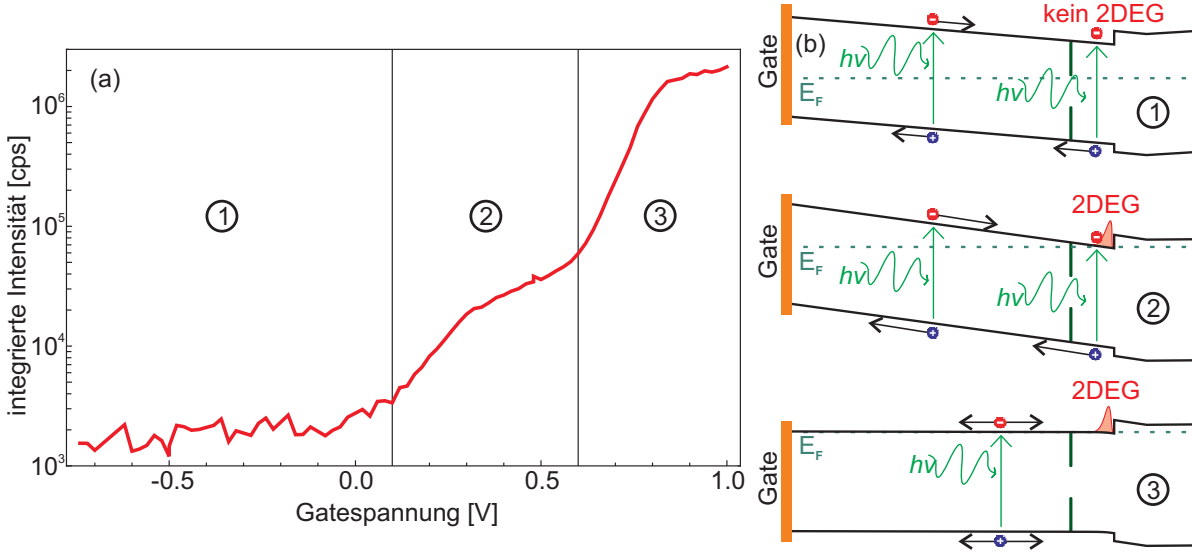 (a)
integrierte Intensität [cps]
10⁶
10⁵
10⁴
10³
1
2
3
-0.5
0.0
0.5
1.0
Gatespannung [V]
(b)
kein 2DEG
Gate
hν
hν
E_F
1
2DEG
Gate
E_F
hν
hν
2
2DEG
Gate
E_F
hν
3